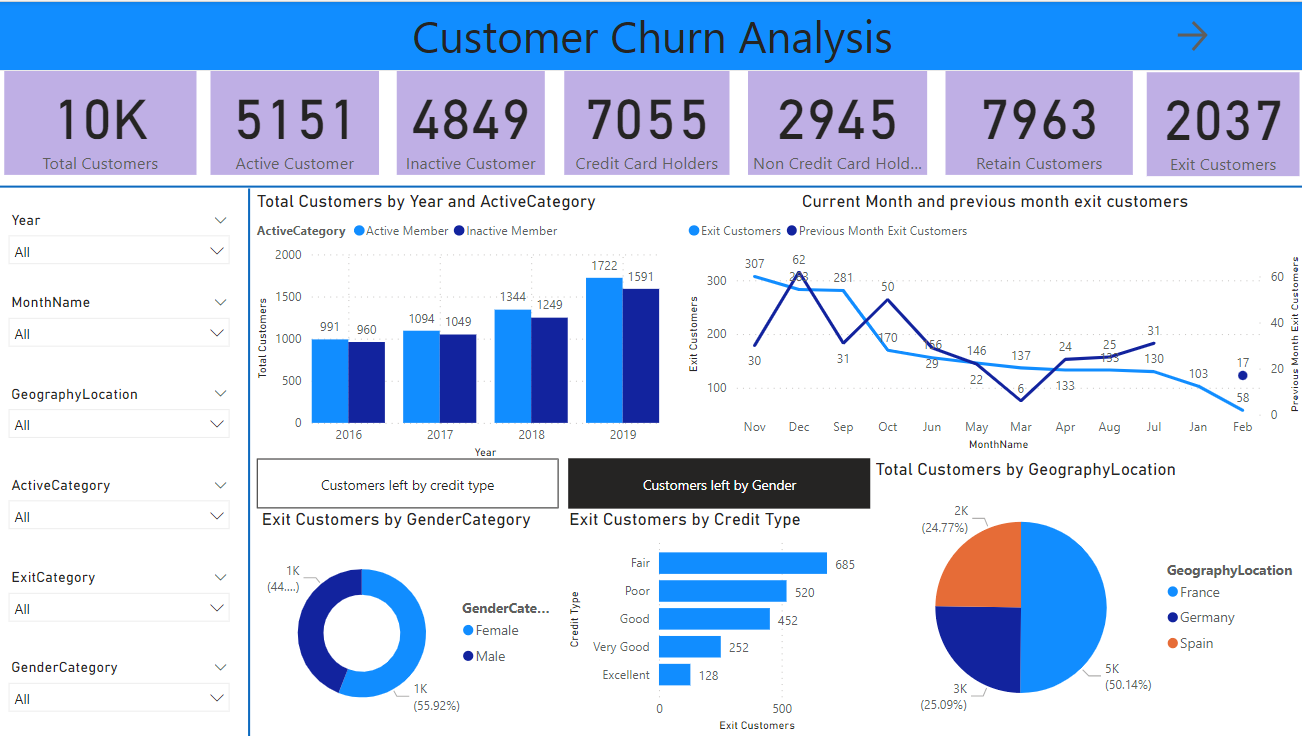 Customer Churn Analysis
10K
Total Customers
5151
Active Customer
4849
Inactive Customer
7055
Credit Card Holders
2945
Non Credit Card Hold...
7963
Retain Customers
2037
Exit Customers
Year
All
MonthName
All
GeographyLocation
All
ActiveCategory
All
ExitCategory
All
GenderCategory
All
Total Customers by Year and ActiveCategory
ActiveCategory Active Member Inactive Member
Total Customers
2000
1500
1000
500
0
991 960 1094 1049 1344 1249 1722 1591
2016 2017 2018 2019
Year
Current Month and previous month exit customers
Exit Customers Previous Month Exit Customers
Exit Customers
300
200
100
307 283 281 170 156 146 137 133 133 130 103 58
30 62 31 50 29 22 6 24 25 31 17
60
40
20
0
Previous Month Exit Customers
Nov Dec Sep Oct Jun May Mar Apr Aug Jul Jan Feb
MonthName
Customers left by credit type
Customers left by Gender
Exit Customers by GenderCategory
1K
(44....)
1K
(55.92%)
GenderCate...
Female
Male
Exit Customers by Credit Type
Credit Type
Fair 685
Poor 520
Good 452
Very Good 252
Excellent 128
0 500
Exit Customers
Total Customers by GeographyLocation
2K
(24.77%)
3K
(25.09%)
5K
(50.14%)
GeographyLocation
France
Germany
Spain